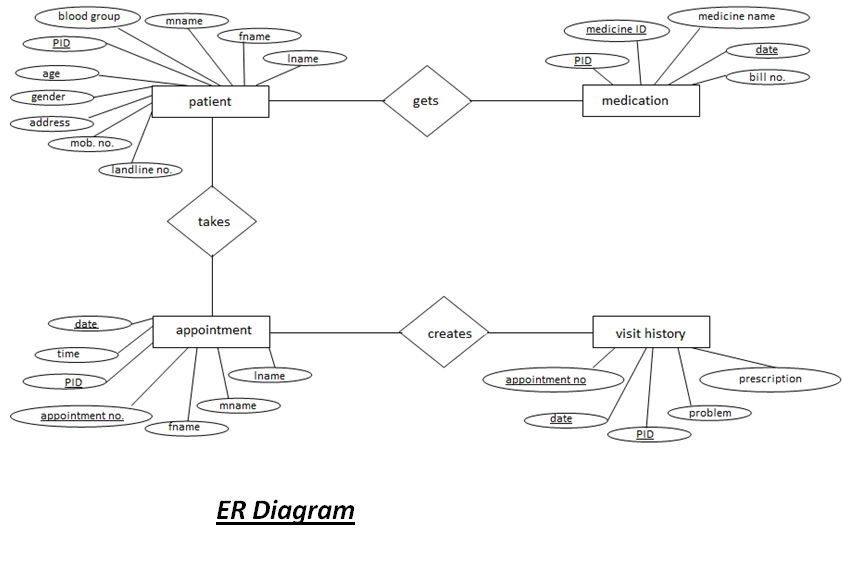 blood group
mname
fname
lname
PID
age
gender
address
mob. no.
landline no.
patient
gets
medicine ID
medicine name
PID
date
bill no.
medication
takes
date
time
PID
appointment no.
fname
mname
lname
appointment
creates
visit history
appointment no
date
PID
problem
prescription
ER Diagram